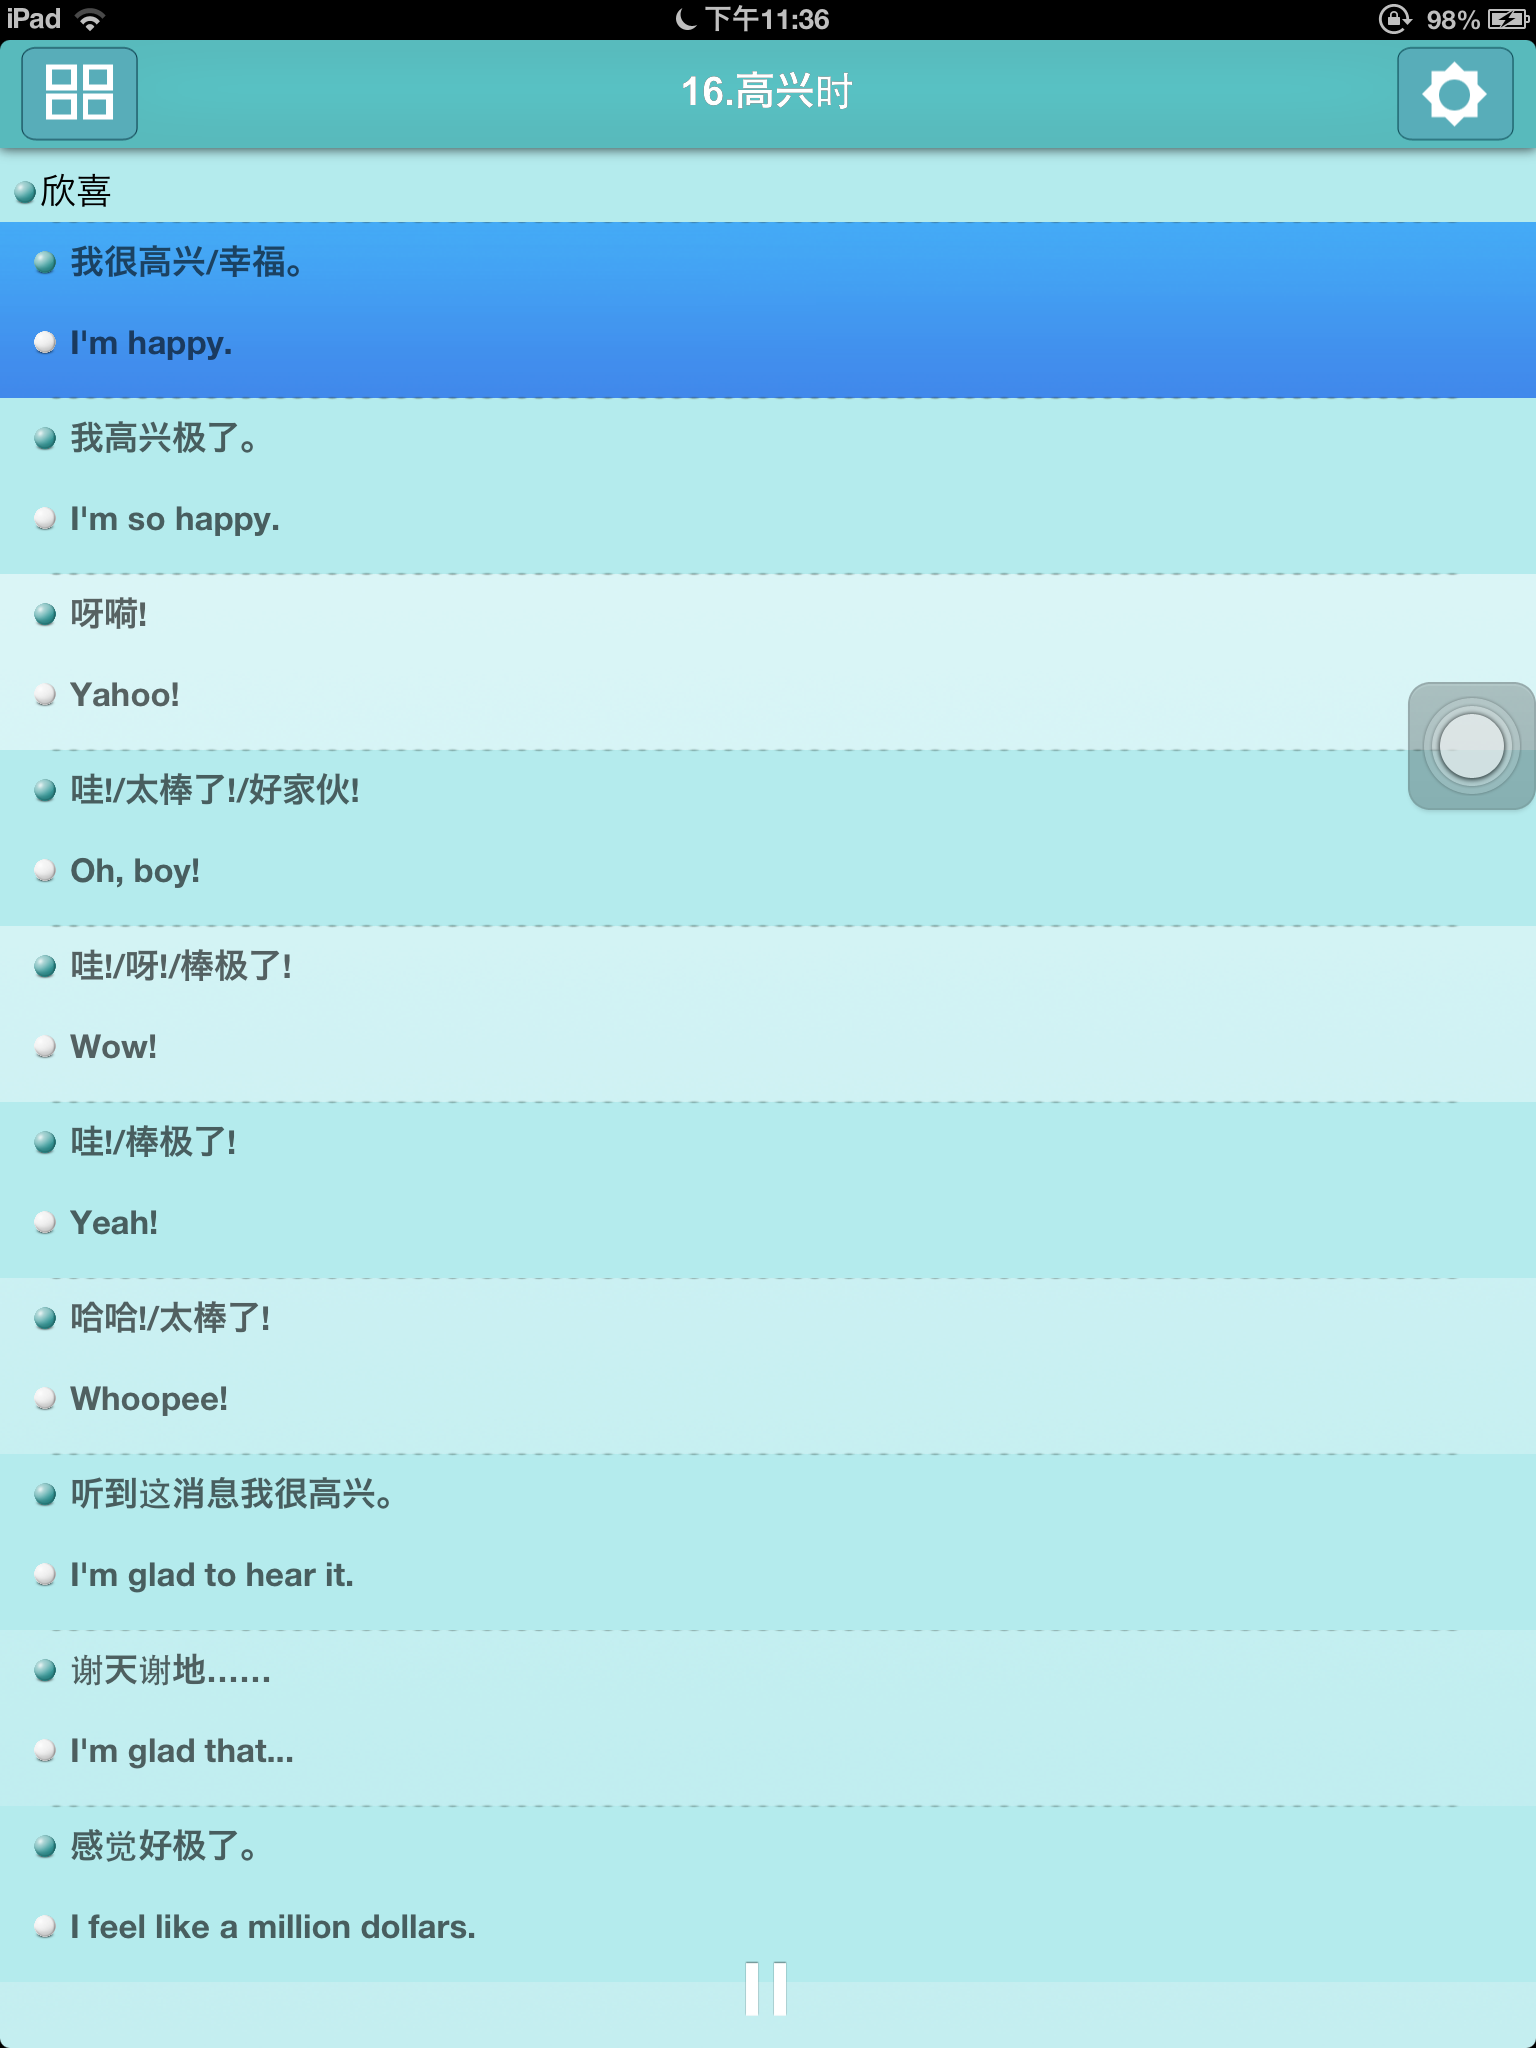 iPad 下午11:36 98%
16.高兴时
欣喜
我很高兴/幸福。
I'm happy.
我高兴极了。
I'm so happy.
呀嗬!
Yahoo!
哇!/太棒了!/好家伙!
Oh, boy!
哇!/呀!/棒极了!
Wow!
哇!/棒极了!
Yeah!
哈哈!/太棒了!
Whoopee!
听到这消息我很高兴。
I'm glad to hear it.
谢天谢地......
I'm glad that...
感觉好极了。
I feel like a million dollars.